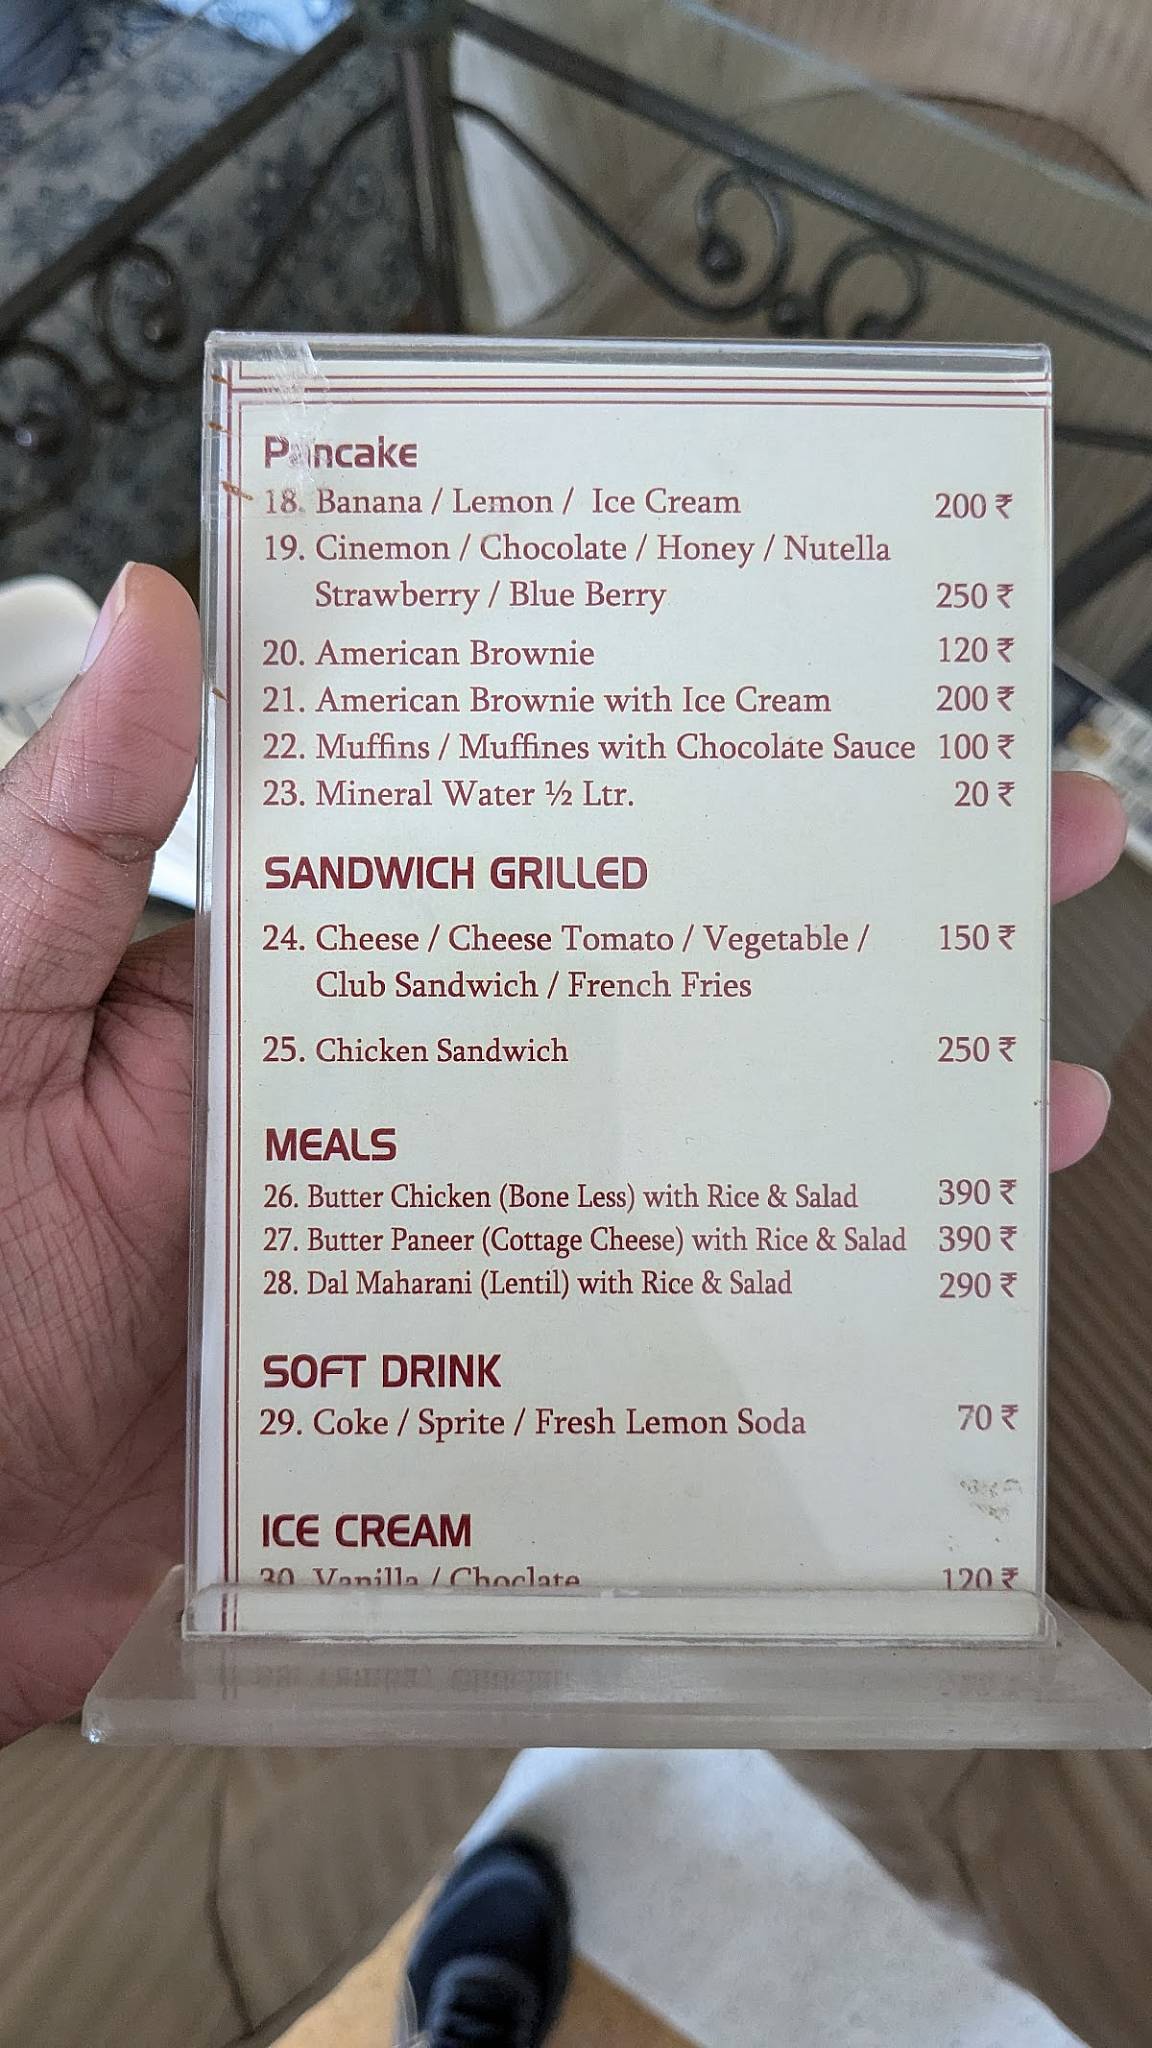 Pancake
18. Banana / Lemon / Ice Cream 200 ₹
19. Cinemon / Chocolate / Honey / Nutella
Strawberry / Blue Berry 250 ₹
20. American Brownie 120 ₹
21. American Brownie with Ice Cream 200 ₹
22. Muffins / Muffines with Chocolate Sauce 100 ₹
23. Mineral Water ½ Ltr. 20 ₹
SANDWICH GRILLED
24. Cheese / Cheese Tomato / Vegetable / 150 ₹
Club Sandwich / French Fries
25. Chicken Sandwich 250 ₹
MEALS
26. Butter Chicken (Bone Less) with Rice & Salad 390 ₹
27. Butter Paneer (Cottage Cheese) with Rice & Salad 390 ₹
28. Dal Maharani (Lentil) with Rice & Salad 290 ₹
SOFT DRINK
29. Coke / Sprite / Fresh Lemon Soda 70 ₹
ICE CREAM
30. Vanilla / Choclate 120 ₹